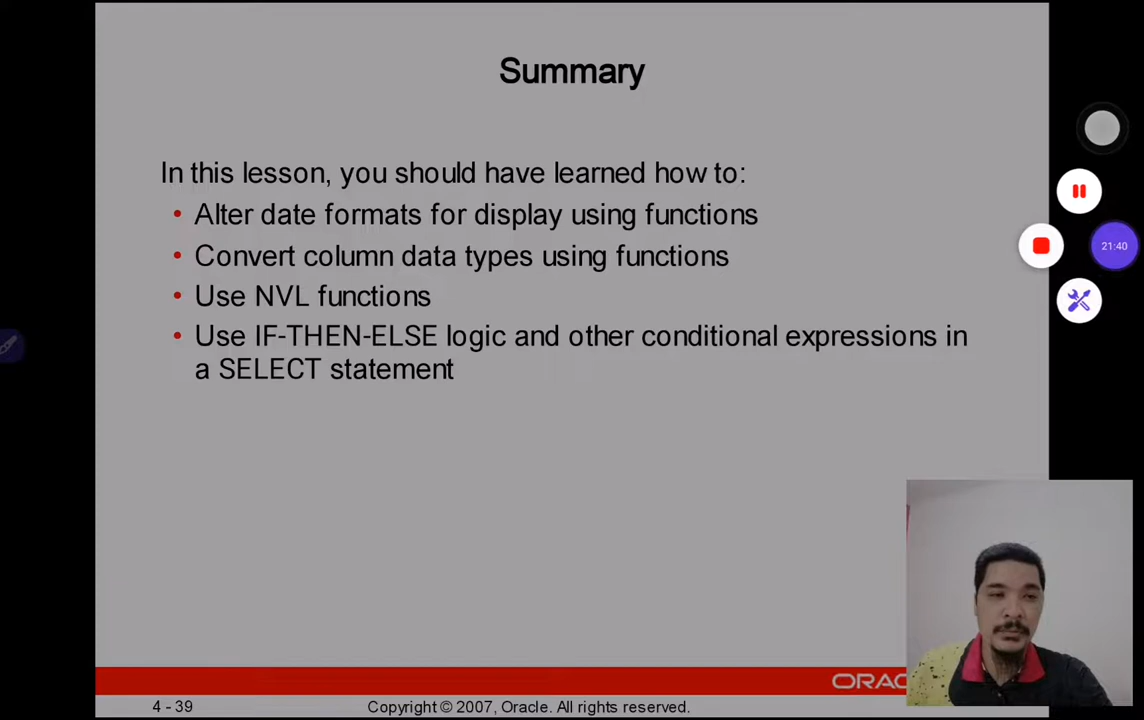 Summary
In this lesson, you should have learned how to:
• Alter date formats for display using functions
• Convert column data types using functions
• Use NVL functions
• Use IF-THEN-ELSE logic and other conditional expressions in
a SELECT statement
21:40
ORAC
4 - 39
Copyright © 2007, Oracle. All rights reserved.